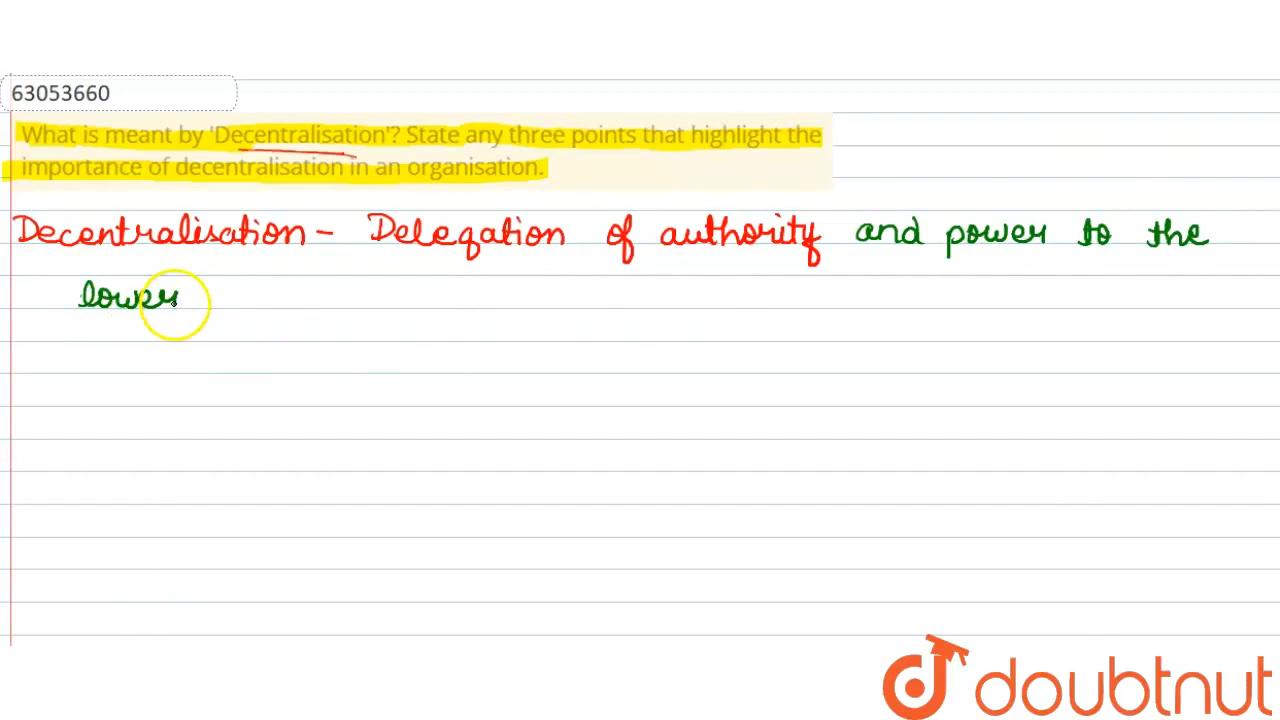 63053660
What is meant by 'Decentralisation'? State any three points that highlight the
importance of decentralisation in an organisation.
Decentralisation - Delegation of authority and power to the
lower
doubtnut